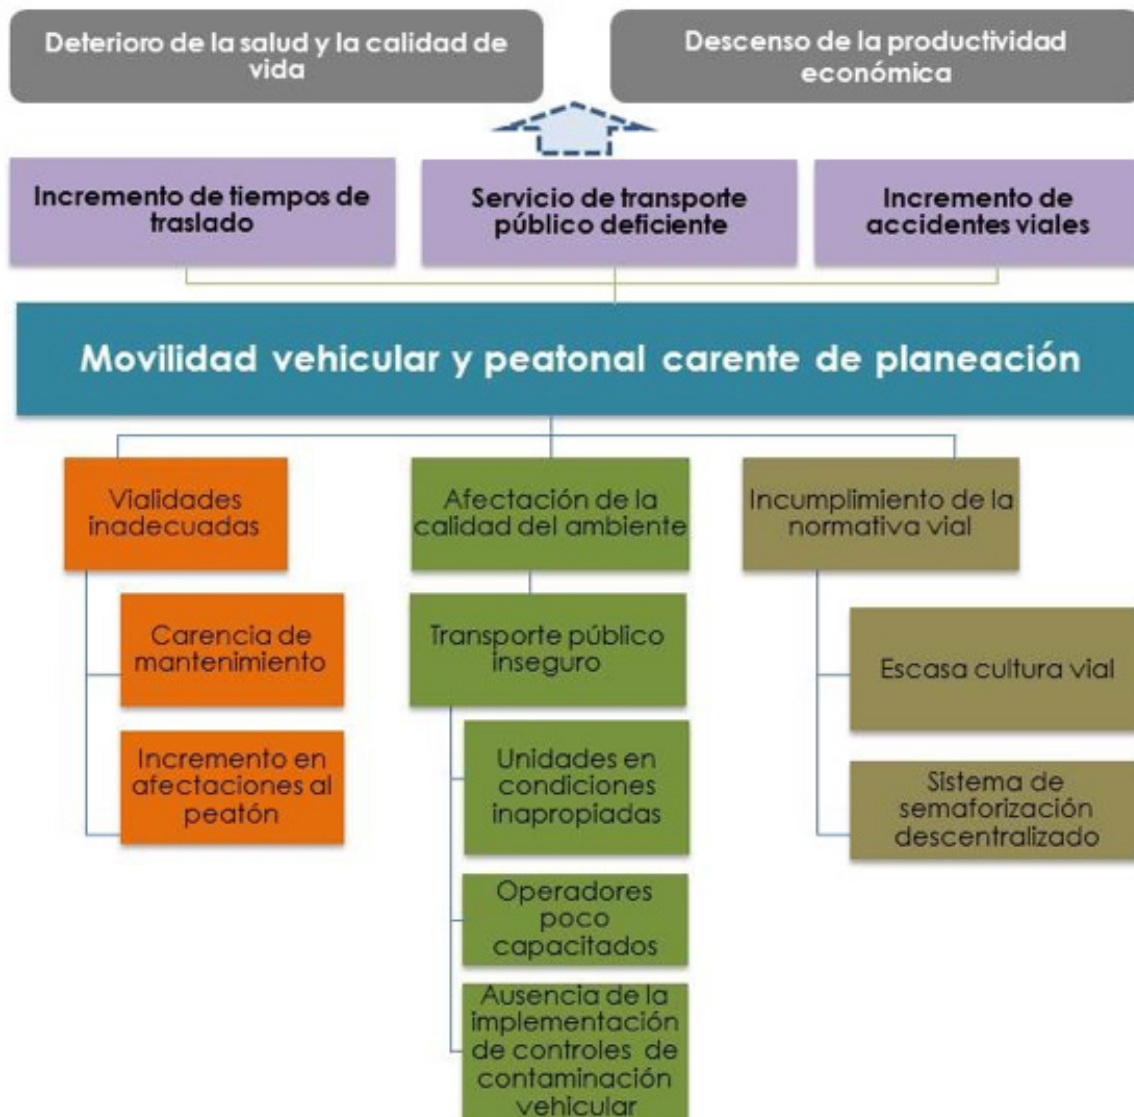 Deterioro de la salud y la calidad de
vida
Descenso de la productividad
económica
Incremento de tiempos de
traslado
Servicio de transporte
público deficiente
Incremento de
accidentes viales
Movilidad vehicular y peatonal carente de planeación
Vialidades
inadecuadas
Carencia de
mantenimiento
Incremento en
afectaciones al
peatón
Afectación de la
calidad del ambiente
Transporte público
inseguro
Unidades en
condiciones
inapropiadas
Operadores
poco
capacitados
Ausencia de la
implementación
de controles de
contaminación
vehicular
Incumplimiento de la
normativa vial
Escasa cultura vial
Sistema de
semaforización
descentralizado